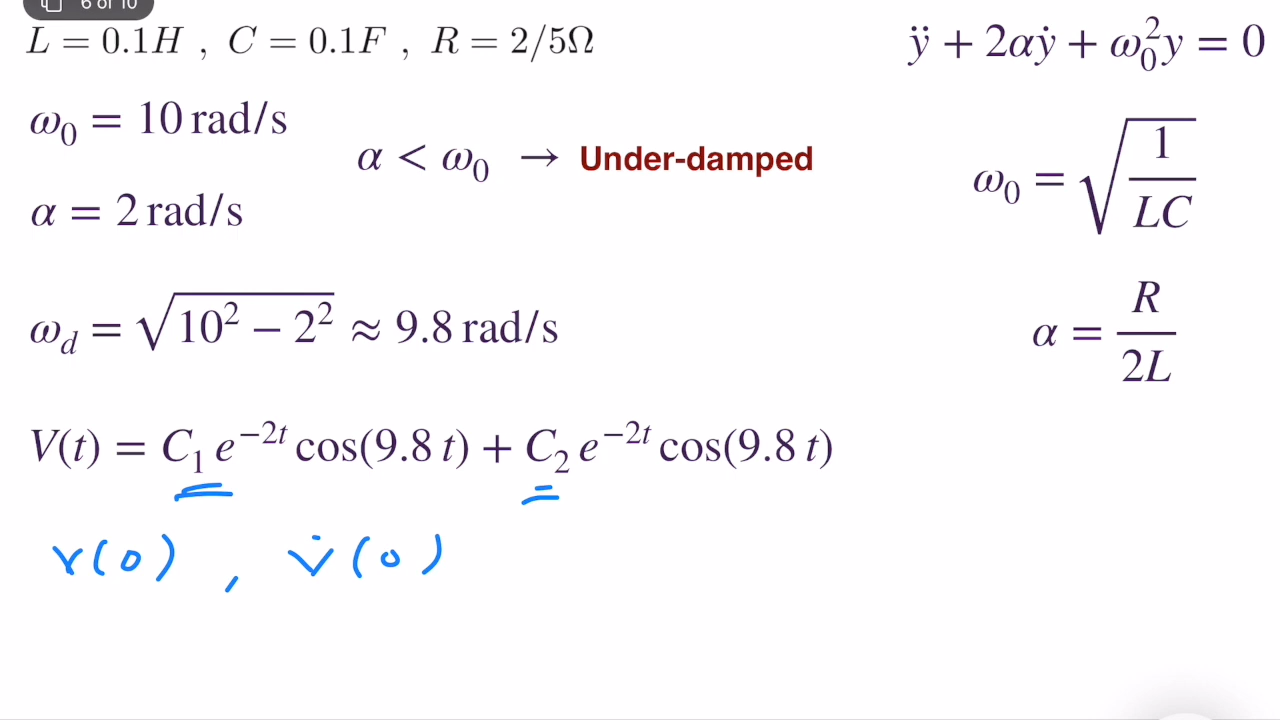 6 of 10
L = 0.1H , C = 0.1F , R = 2/5Ω
ÿ + 2αẏ + ω₀²y = 0
ω₀ = 10 rad/s
α < ω₀ → Under-damped
ω₀ = √(1/LC)
α = 2 rad/s
ω_d = √(10² − 2²) ≈ 9.8 rad/s
α = R/2L
V(t) = C₁ e^{−2t} cos(9.8 t) + C₂ e^{−2t} cos(9.8 t)
v(0) , v̇(0)